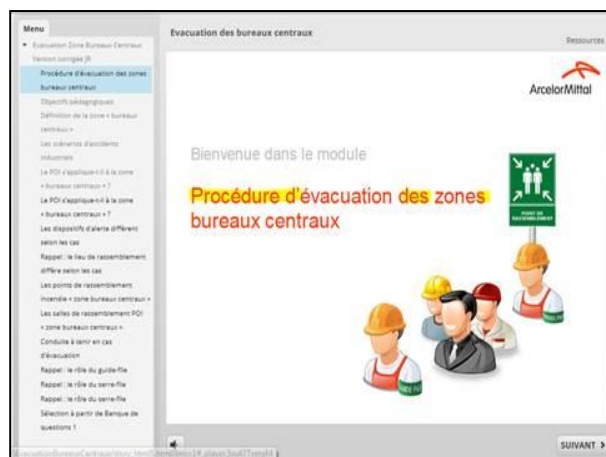 Menu
Evacuation Zone Bureaux Centraux
Version corrigée JR
Procédure d'évacuation des zones
bureaux centraux
Objectifs pédagogiques
Définition de la zone « bureaux
centraux »
Les scénarios d'accidents
industriels
Le POI s'applique-t-il à la zone
« bureaux centraux » ?
Le POI s'applique-t-il à la zone
« bureaux centraux » ?
Les dispositifs d'alerte diffèrent
selon les cas
Rappel : le lieu de rassemblement
diffère selon les cas
Les points de rassemblement
incendie « zone bureaux centraux »
Les salles de rassemblement POI
« zone bureaux centraux »
Conduite à tenir en cas
d'évacuation
Rappel : le rôle du guide-file
Rappel : le rôle du serre-file
Rappel : le rôle du serre-file
Sélection à partir de Banque de
questions 1
Evacuation des bureaux centraux
Ressources
ArcelorMittal
Bienvenue dans le module
Procédure d'évacuation des zones
bureaux centraux
POINT DE
RASSEMBLEMENT
SUIVANT